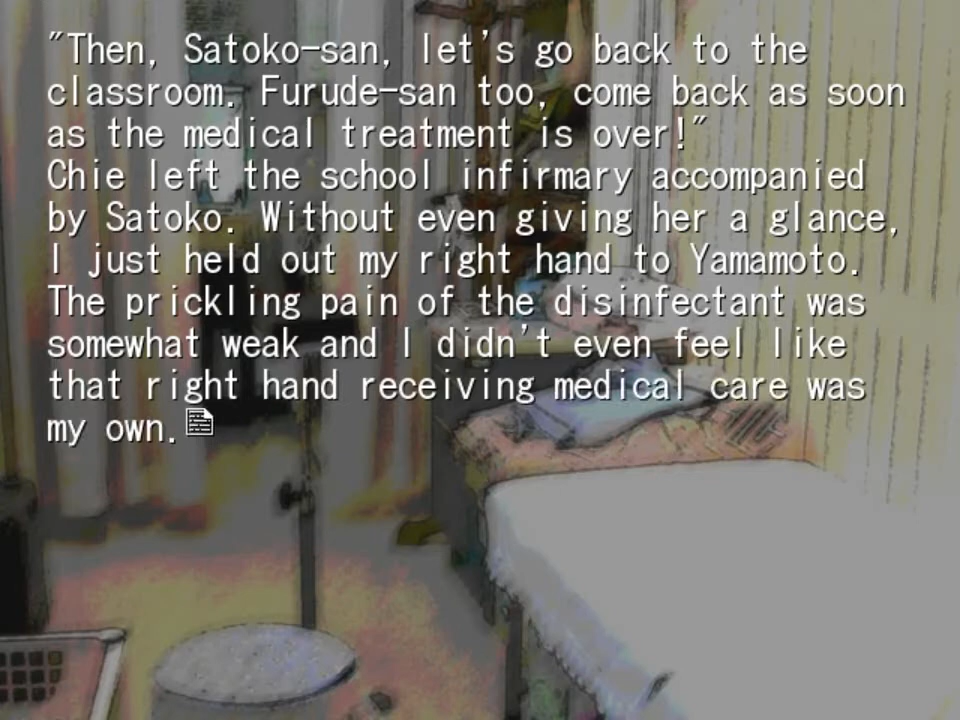 "Then, Satoko-san, let's go back to the
classroom. Furude-san too, come back as soon
as the medical treatment is over!"
Chie left the school infirmary accompanied
by Satoko. Without even giving her a glance,
I just held out my right hand to Yamamoto.
The prickling pain of the disinfectant was
somewhat weak and I didn't even feel like
that right hand receiving medical care was
my own.